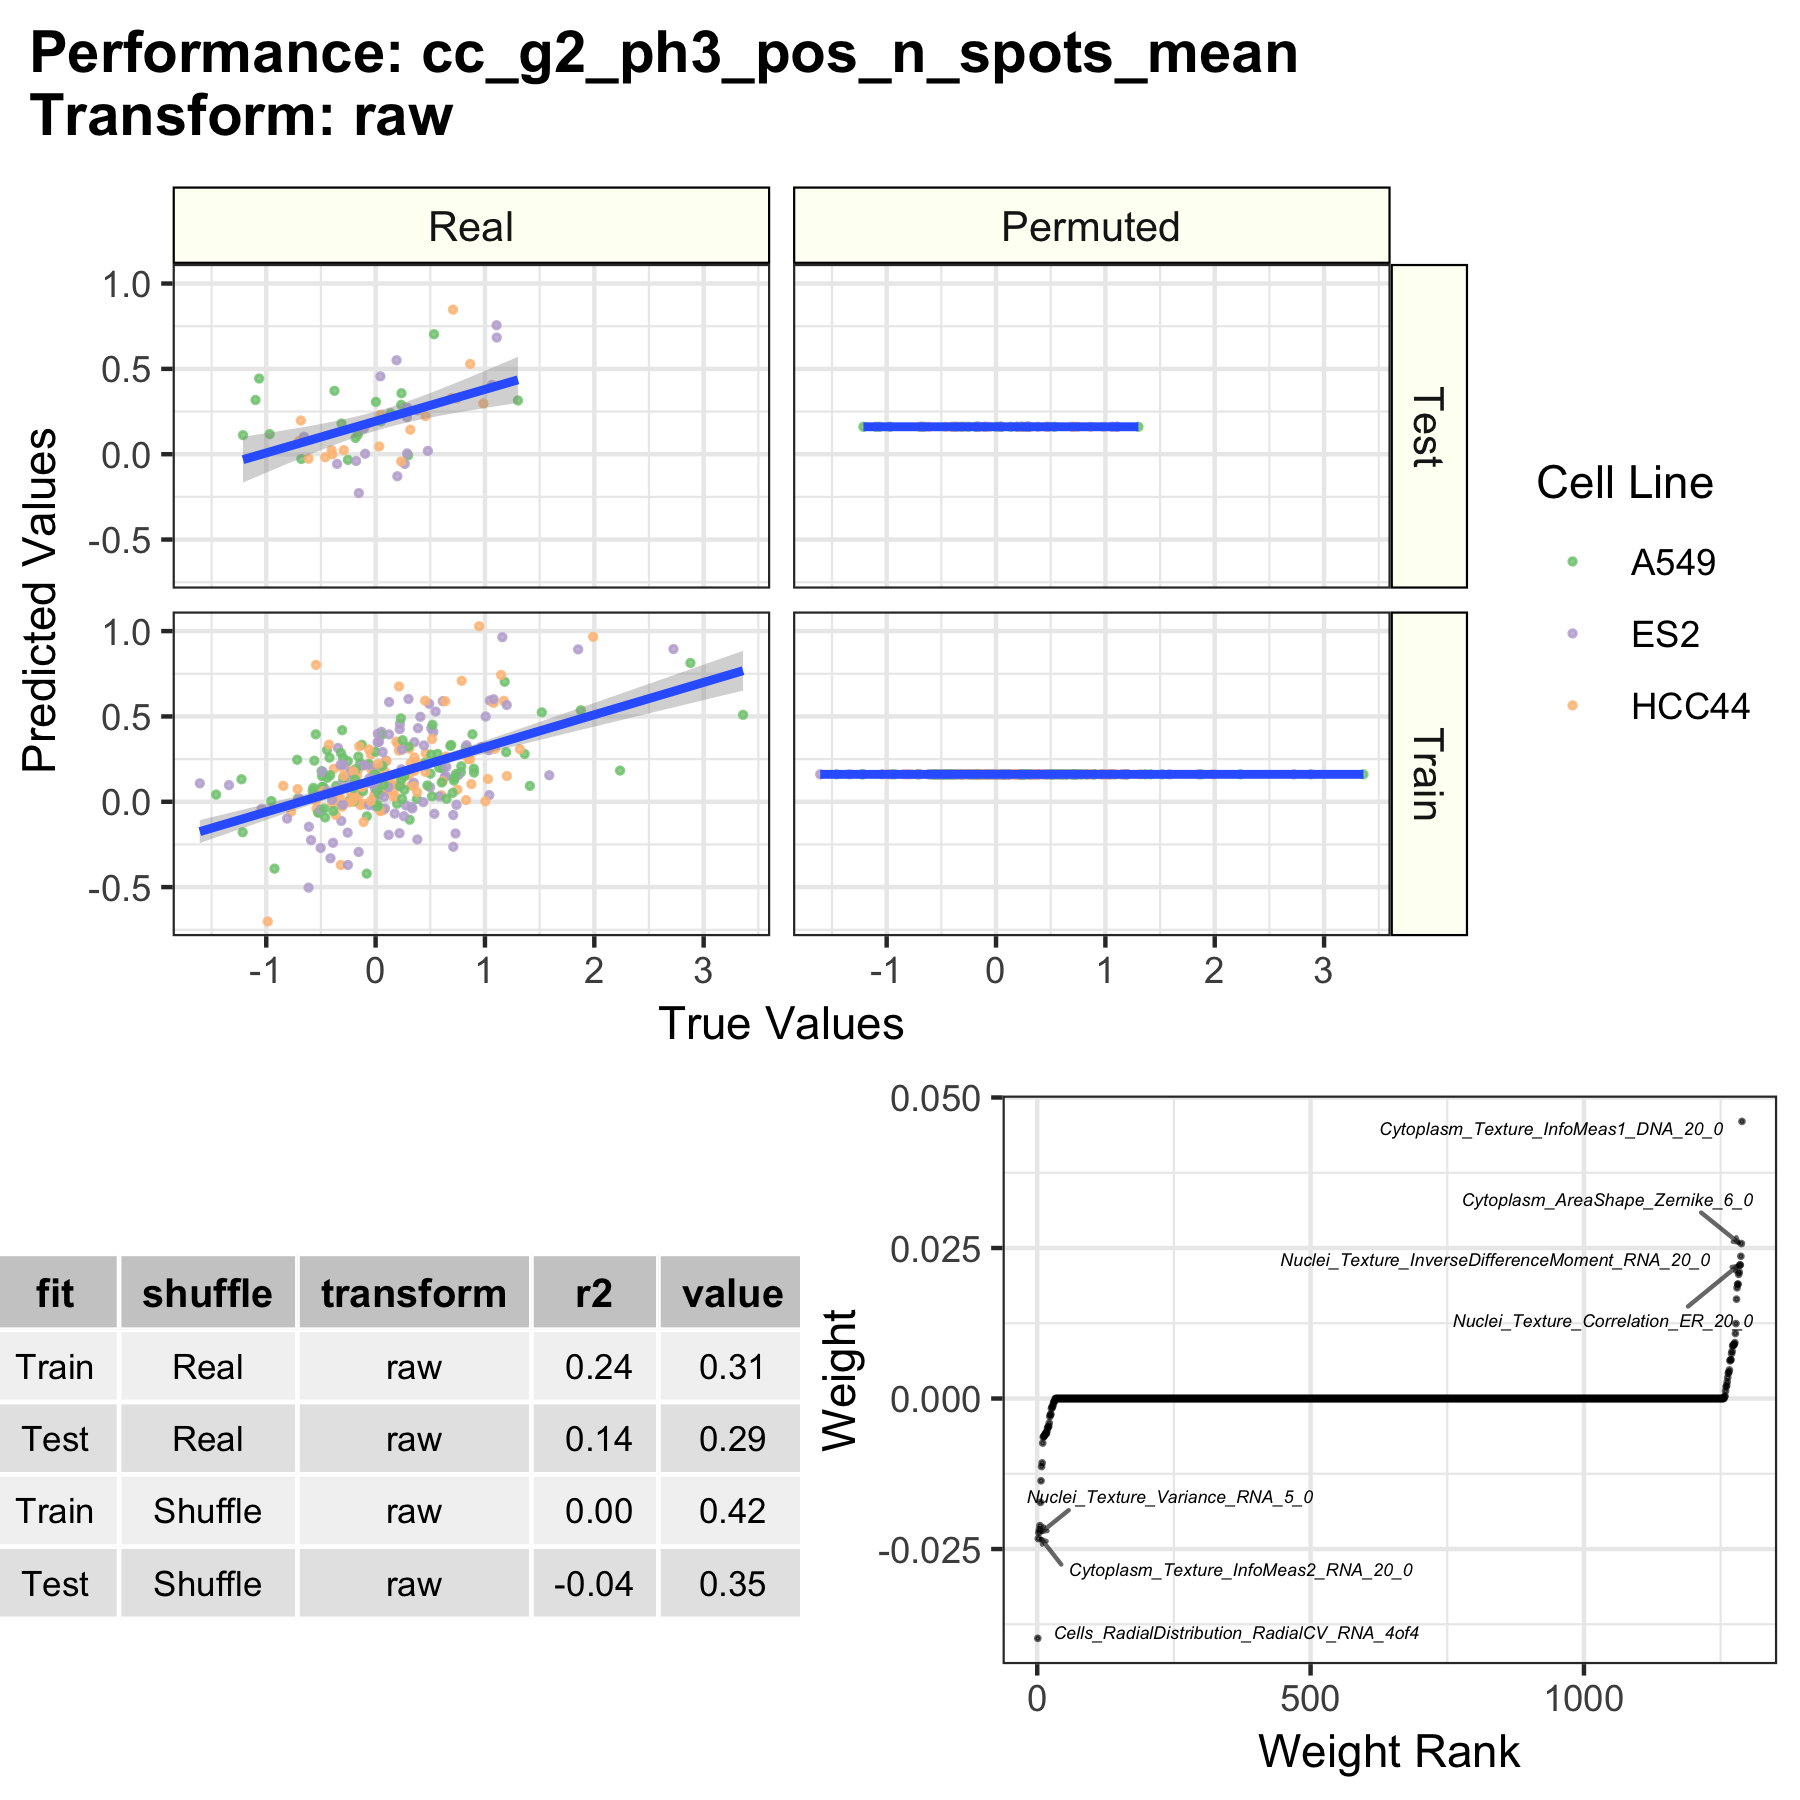 Performance: cc_g2_ph3_pos_n_spots_mean
Transform: raw
Real
Permuted
1.0
0.5
0.0
-0.5
Test
1.0
0.5
0.0
-0.5
Train
Predicted Values
-1
0
1
2
3
-1
0
1
2
3
True Values
Cell Line
A549
ES2
HCC44
fit shuffle transform r2 value
Train Real raw 0.24 0.31
Test Real raw 0.14 0.29
Train Shuffle raw 0.00 0.42
Test Shuffle raw -0.04 0.35
Weight
0.050
0.025
0.000
-0.025
Cytoplasm_Texture_InfoMeas1_DNA_20_0
Cytoplasm_AreaShape_Zernike_6_0
Nuclei_Texture_InverseDifferenceMoment_RNA_20_0
Nuclei_Texture_Correlation_ER_20_0
Nuclei_Texture_Variance_RNA_5_0
Cytoplasm_Texture_InfoMeas2_RNA_20_0
Cells_RadialDistribution_RadialCV_RNA_4of4
0
500
1000
Weight Rank